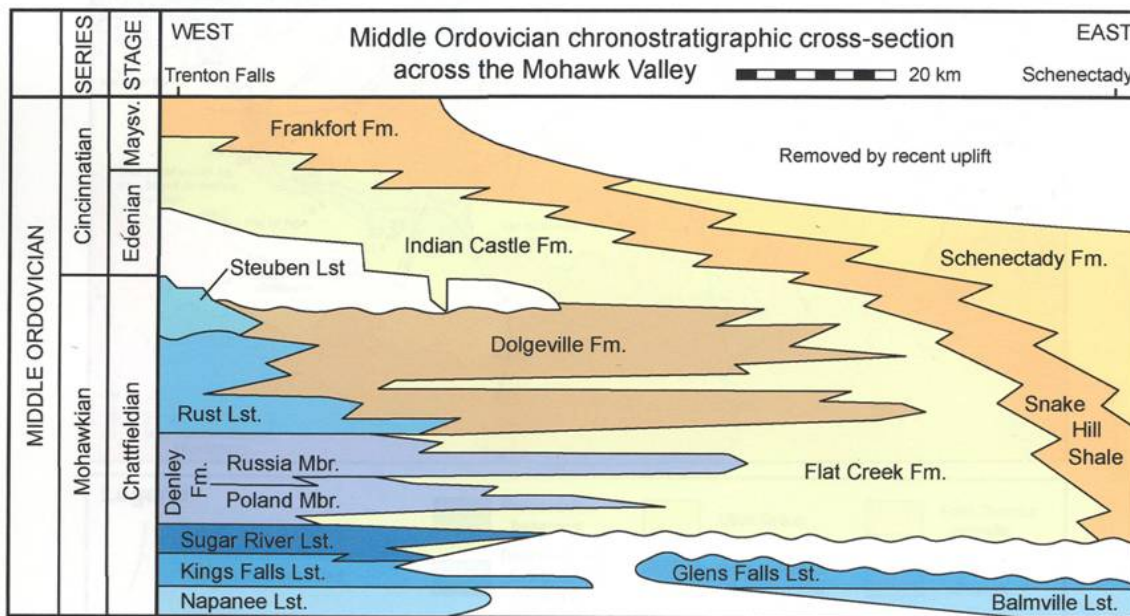 SERIES
STAGE
WEST
Middle Ordovician chronostratigraphic cross-section
EAST
Trenton Falls
across the Mohawk Valley
20 km
Schenectady
MIDDLE ORDOVICIAN
Cincinnatian
Mohawkian
Maysv.
Edenian
Chattfieldian
Frankfort Fm.
Removed by recent uplift
Indian Castle Fm.
Steuben Lst
Schenectady Fm.
Dolgeville Fm.
Rust Lst.
Snake
Hill
Shale
Denley
Fm.
Russia Mbr.
Flat Creek Fm.
Poland Mbr.
Sugar River Lst.
Kings Falls Lst.
Glens Falls Lst.
Napanee Lst.
Balmville Lst.